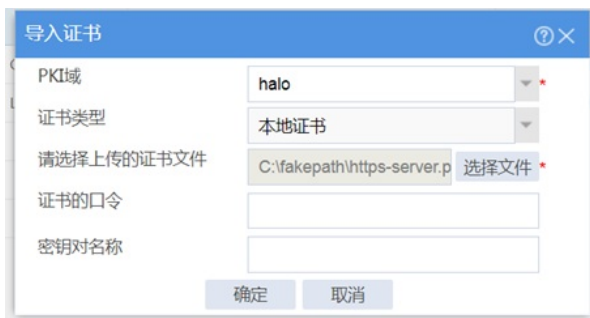 导入证书
PKI域 halo *
证书类型 本地证书
请选择上传的证书文件 C:\fakepath\https-server.p 选择文件 *
证书的口令
密钥对名称
确定 取消